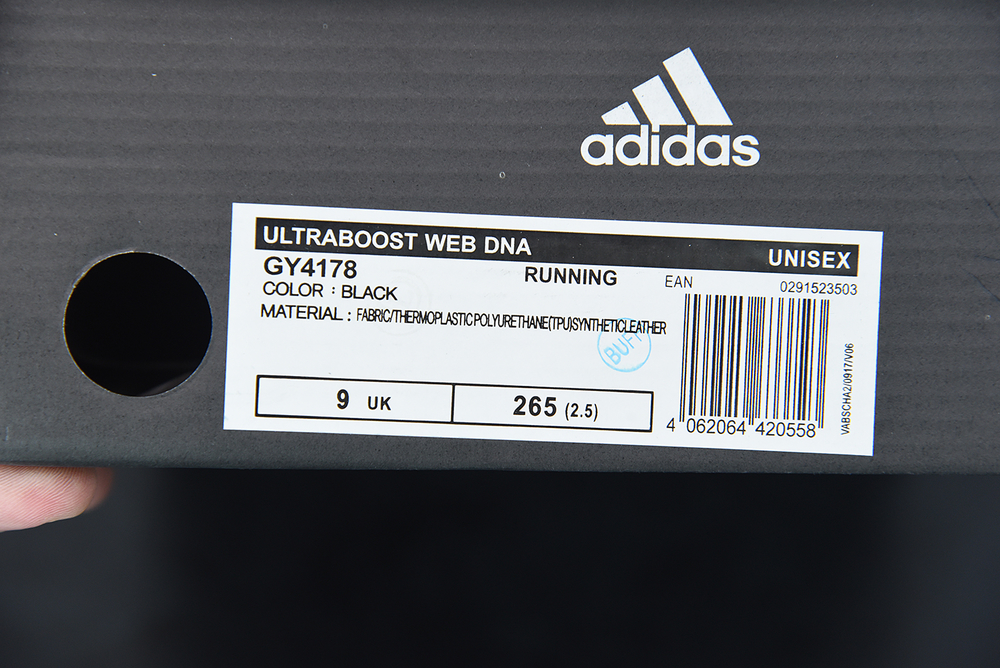 adidas
ULTRABOOST WEB DNA UNISEX
GY4178 RUNNING EAN 0291523503
COLOR : BLACK
MATERIAL : FABRIC/THERMOPLASTIC POLYURETHANE(TPU)SYNTHETICLEATHER
BUFF
9 UK 265 (2.5)
4 062064 420558
VABSCHA2/0917/V06